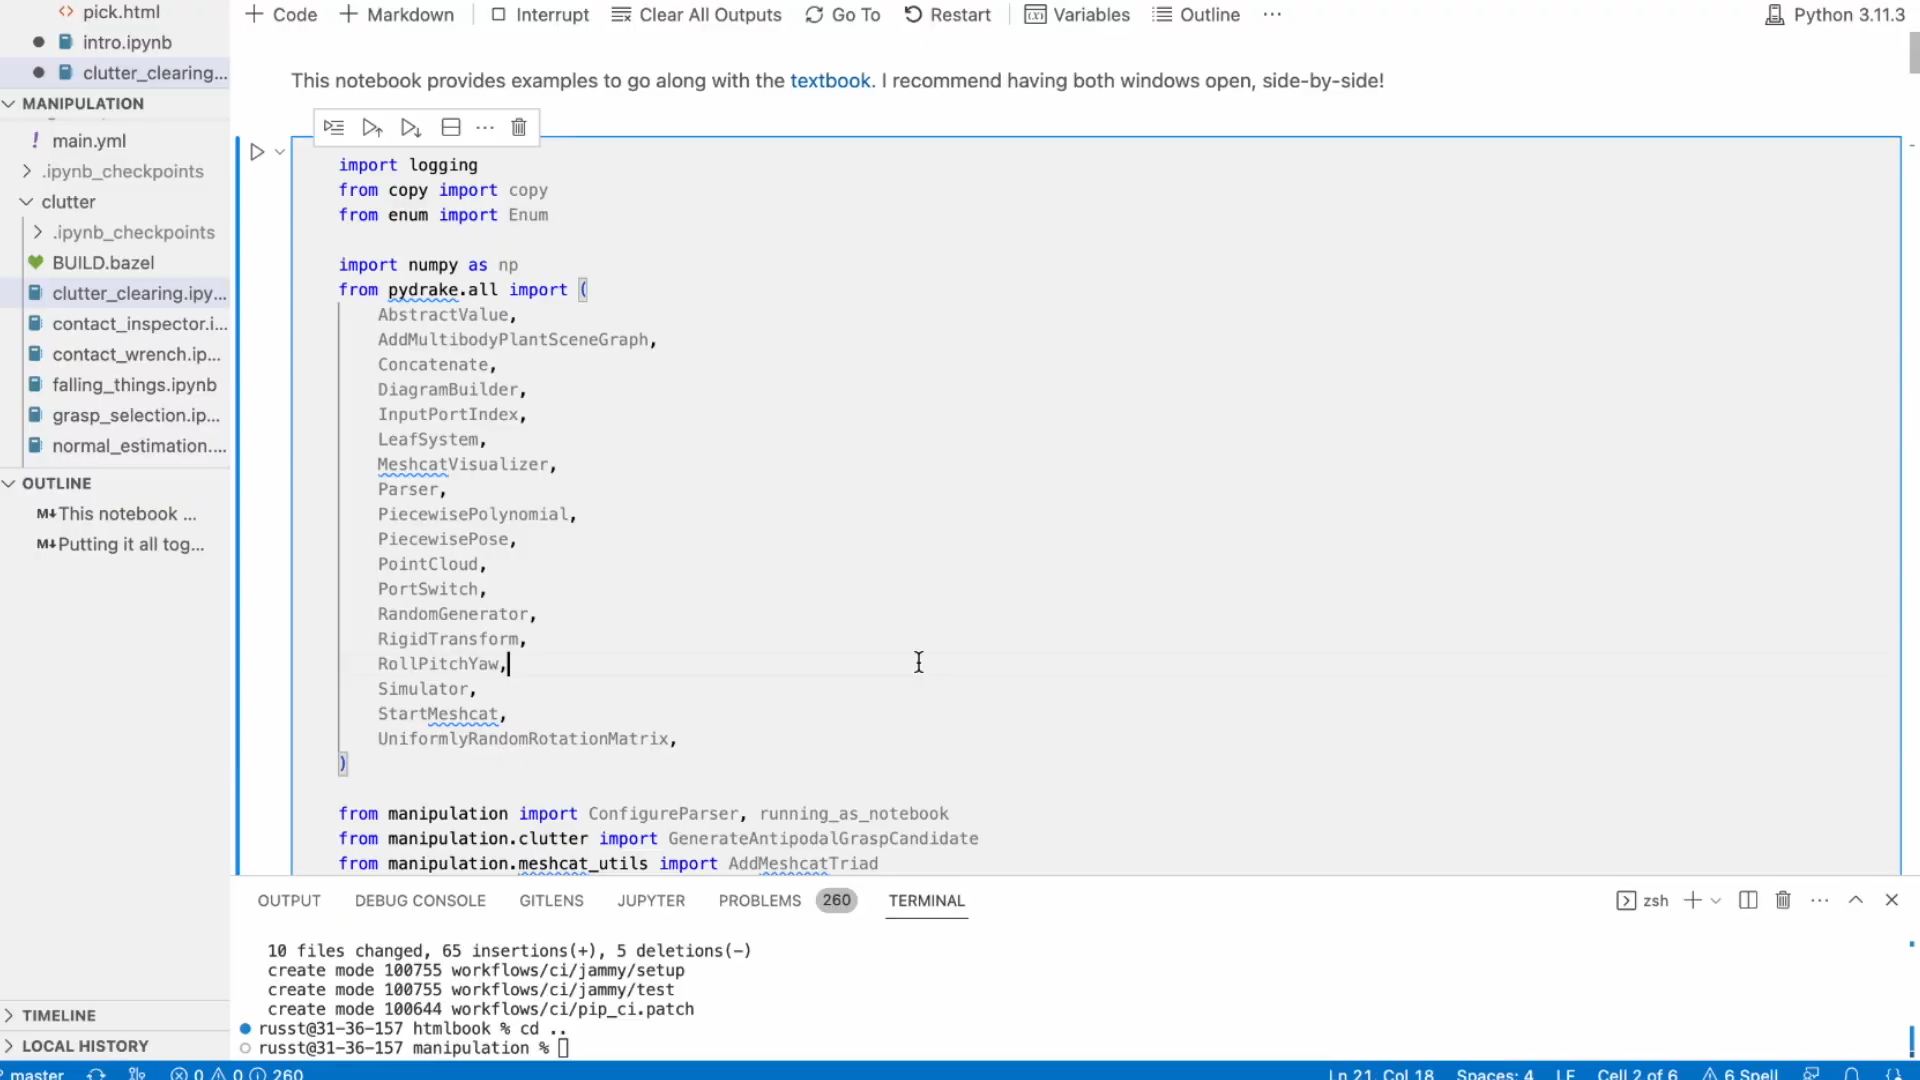 pick.html
intro.ipynb
clutter_clearing...
MANIPULATION
! main.yml
.ipynb_checkpoints
clutter
.ipynb_checkpoints
BUILD.bazel
clutter_clearing.ipy...
contact_inspector.i...
contact_wrench.ip...
falling_things.ipynb
grasp_selection.ip...
normal_estimation....
OUTLINE
M↓This notebook ...
M↓Putting it all tog...
TIMELINE
LOCAL HISTORY
+ Code + Markdown Interrupt Clear All Outputs Go To Restart Variables Outline ... Python 3.11.3
This notebook provides examples to go along with the textbook. I recommend having both windows open, side-by-side!
import logging
from copy import copy
from enum import Enum
import numpy as np
from pydrake.all import (
AbstractValue,
AddMultibodyPlantSceneGraph,
Concatenate,
DiagramBuilder,
InputPortIndex,
LeafSystem,
MeshcatVisualizer,
Parser,
PiecewisePolynomial,
PiecewisePose,
PointCloud,
PortSwitch,
RandomGenerator,
RigidTransform,
RollPitchYaw,
Simulator,
StartMeshcat,
UniformlyRandomRotationMatrix,
)
from manipulation import ConfigureParser, running_as_notebook
from manipulation.clutter import GenerateAntipodalGraspCandidate
from manipulation.meshcat_utils import AddMeshcatTriad
OUTPUT DEBUG CONSOLE GITLENS JUPYTER PROBLEMS 260 TERMINAL zsh
10 files changed, 65 insertions(+), 5 deletions(-)
create mode 100755 workflows/ci/jammy/setup
create mode 100755 workflows/ci/jammy/test
create mode 100644 workflows/ci/pip_ci.patch
russt@31-36-157 htmlbook % cd ..
russt@31-36-157 manipulation %
master 0 0 260 Ln 21, Col 18 Spaces: 4 LF Cell 2 of 6 6 Spell